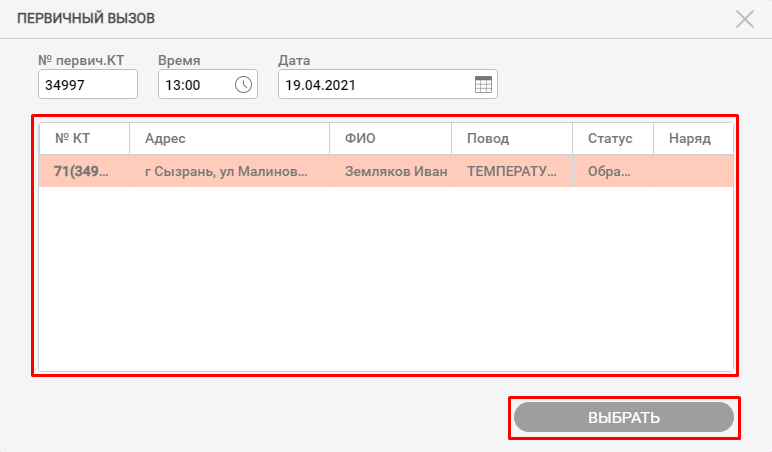 ПЕРВИЧНЫЙ ВЫЗОВ
№ первич.КТ Время Дата
34997 13:00 19.04.2021
№ КТ Адрес ФИО Повод Статус Наряд
71(349... г Сызрань, ул Малинов... Земляков Иван ТЕМПЕРАТУ... Обра...
ВЫБРАТЬ